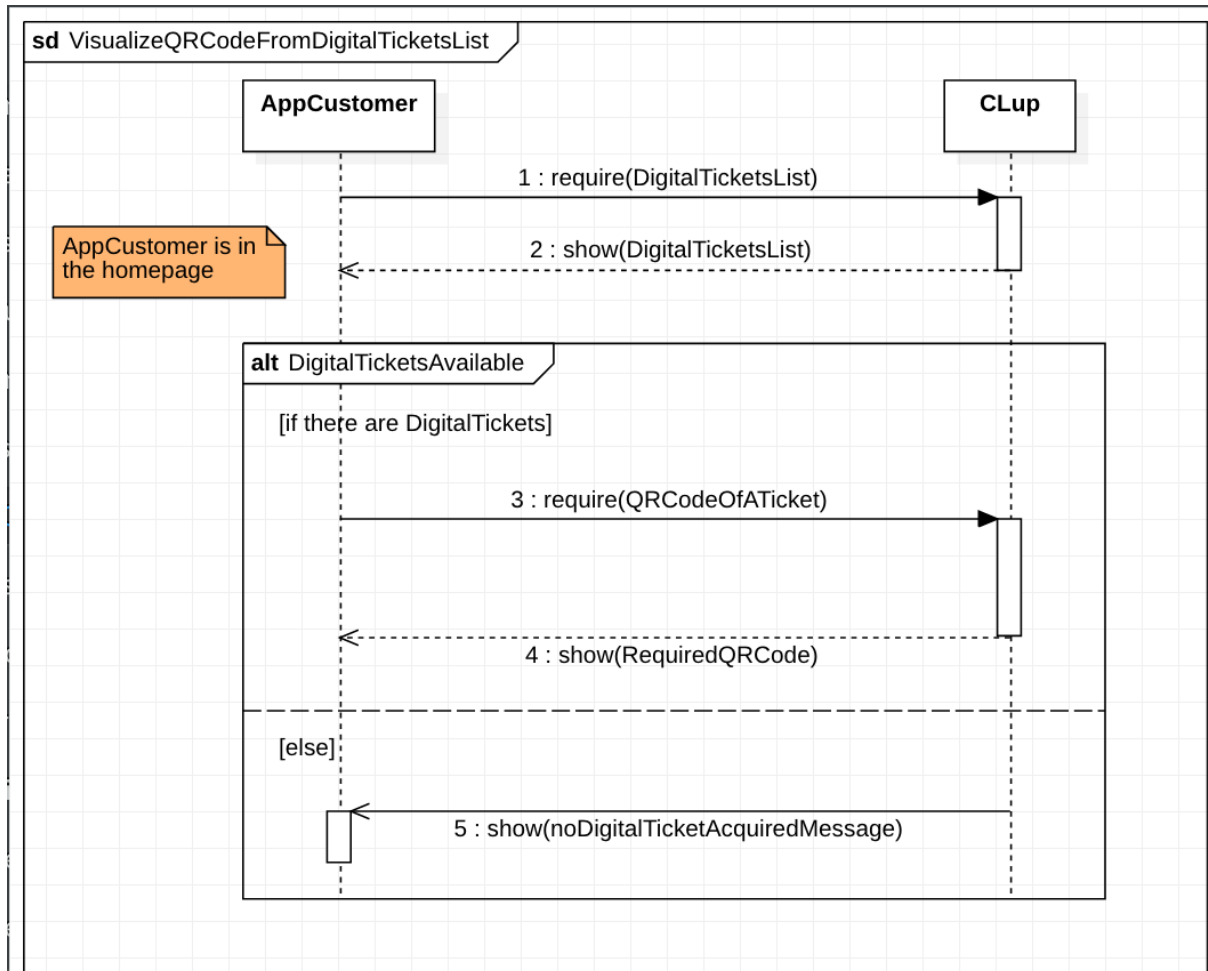 sd VisualizeQRCodeFromDigitalTicketsList
AppCustomer
CLup
1 : require(DigitalTicketsList)
AppCustomer is in
the homepage
2 : show(DigitalTicketsList)
alt DigitalTicketsAvailable
[if there are DigitalTickets]
3 : require(QRCodeOfATicket)
4 : show(RequiredQRCode)
[else]
5 : show(noDigitalTicketAcquiredMessage)